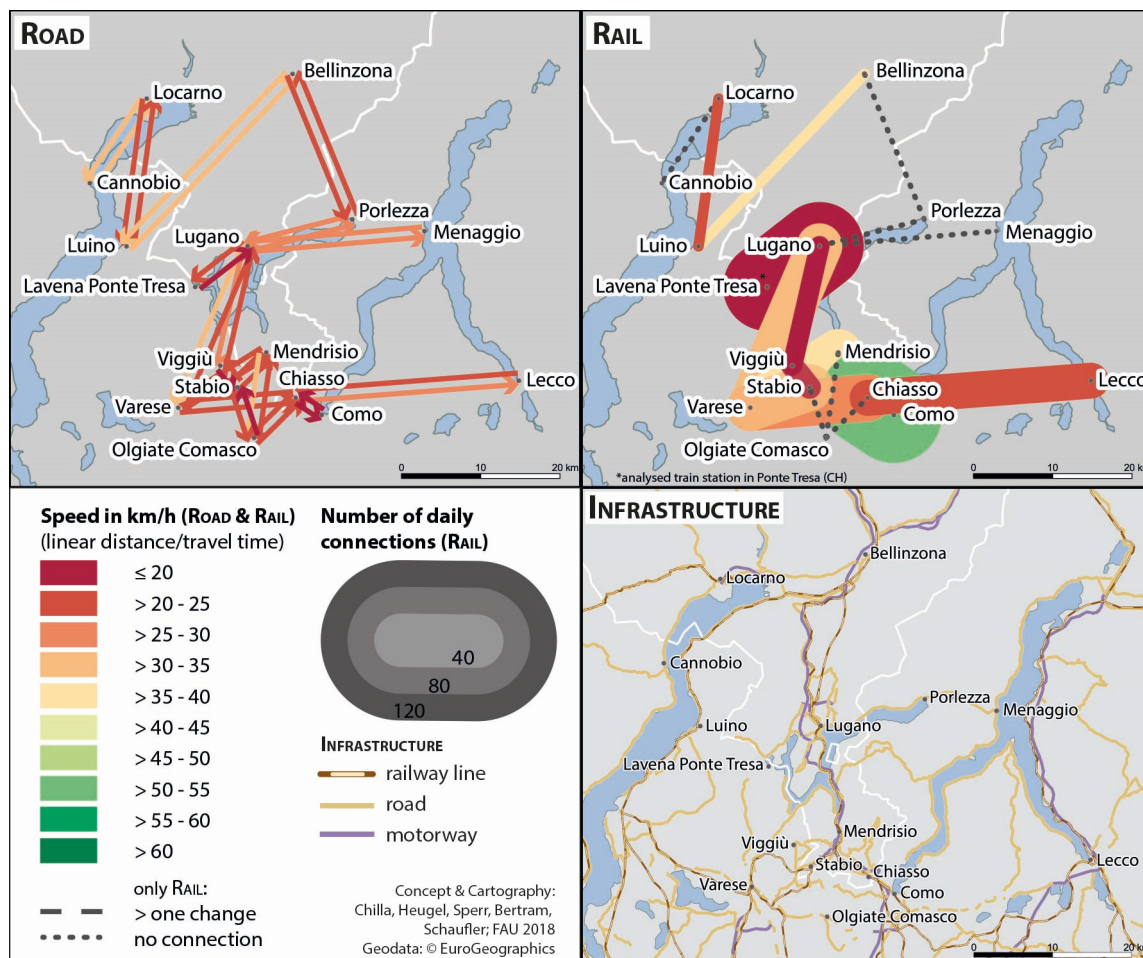 ROAD
Bellinzona
Locarno
Cannobio
Porlezza
Luino
Lugano
Menaggio
Lavena Ponte Tresa
Viggiù
Mendrisio
Stabio
Chiasso
Lecco
Varese
Como
Olgiate Comasco
0 10 20 km
RAIL
Bellinzona
Locarno
Cannobio
Porlezza
Luino
Lugano
Menaggio
Lavena Ponte Tresa
*
Viggiù
Mendrisio
Stabio
Chiasso
Lecco
Varese
Como
Olgiate Comasco
*analysed train station in Ponte Tresa (CH)
0 10 20 km
Speed in km/h (ROAD & RAIL)
(linear distance/travel time)
≤ 20
> 20 - 25
> 25 - 30
> 30 - 35
> 35 - 40
> 40 - 45
> 45 - 50
> 50 - 55
> 55 - 60
> 60
only RAIL:
> one change
no connection
Number of daily
connections (RAIL)
40
80
120
INFRASTRUCTURE
railway line
road
motorway
Concept & Cartography:
Chilla, Heugel, Sperr, Bertram,
Schaufler; FAU 2018
Geodata: © EuroGeographics
INFRASTRUCTURE
Bellinzona
Locarno
Cannobio
Porlezza
Menaggio
Luino
Lugano
Lavena Ponte Tresa
Mendrisio
Viggiù
Stabio
Chiasso
Lecco
Varese
Como
Olgiate Comasco
0 10 20 km